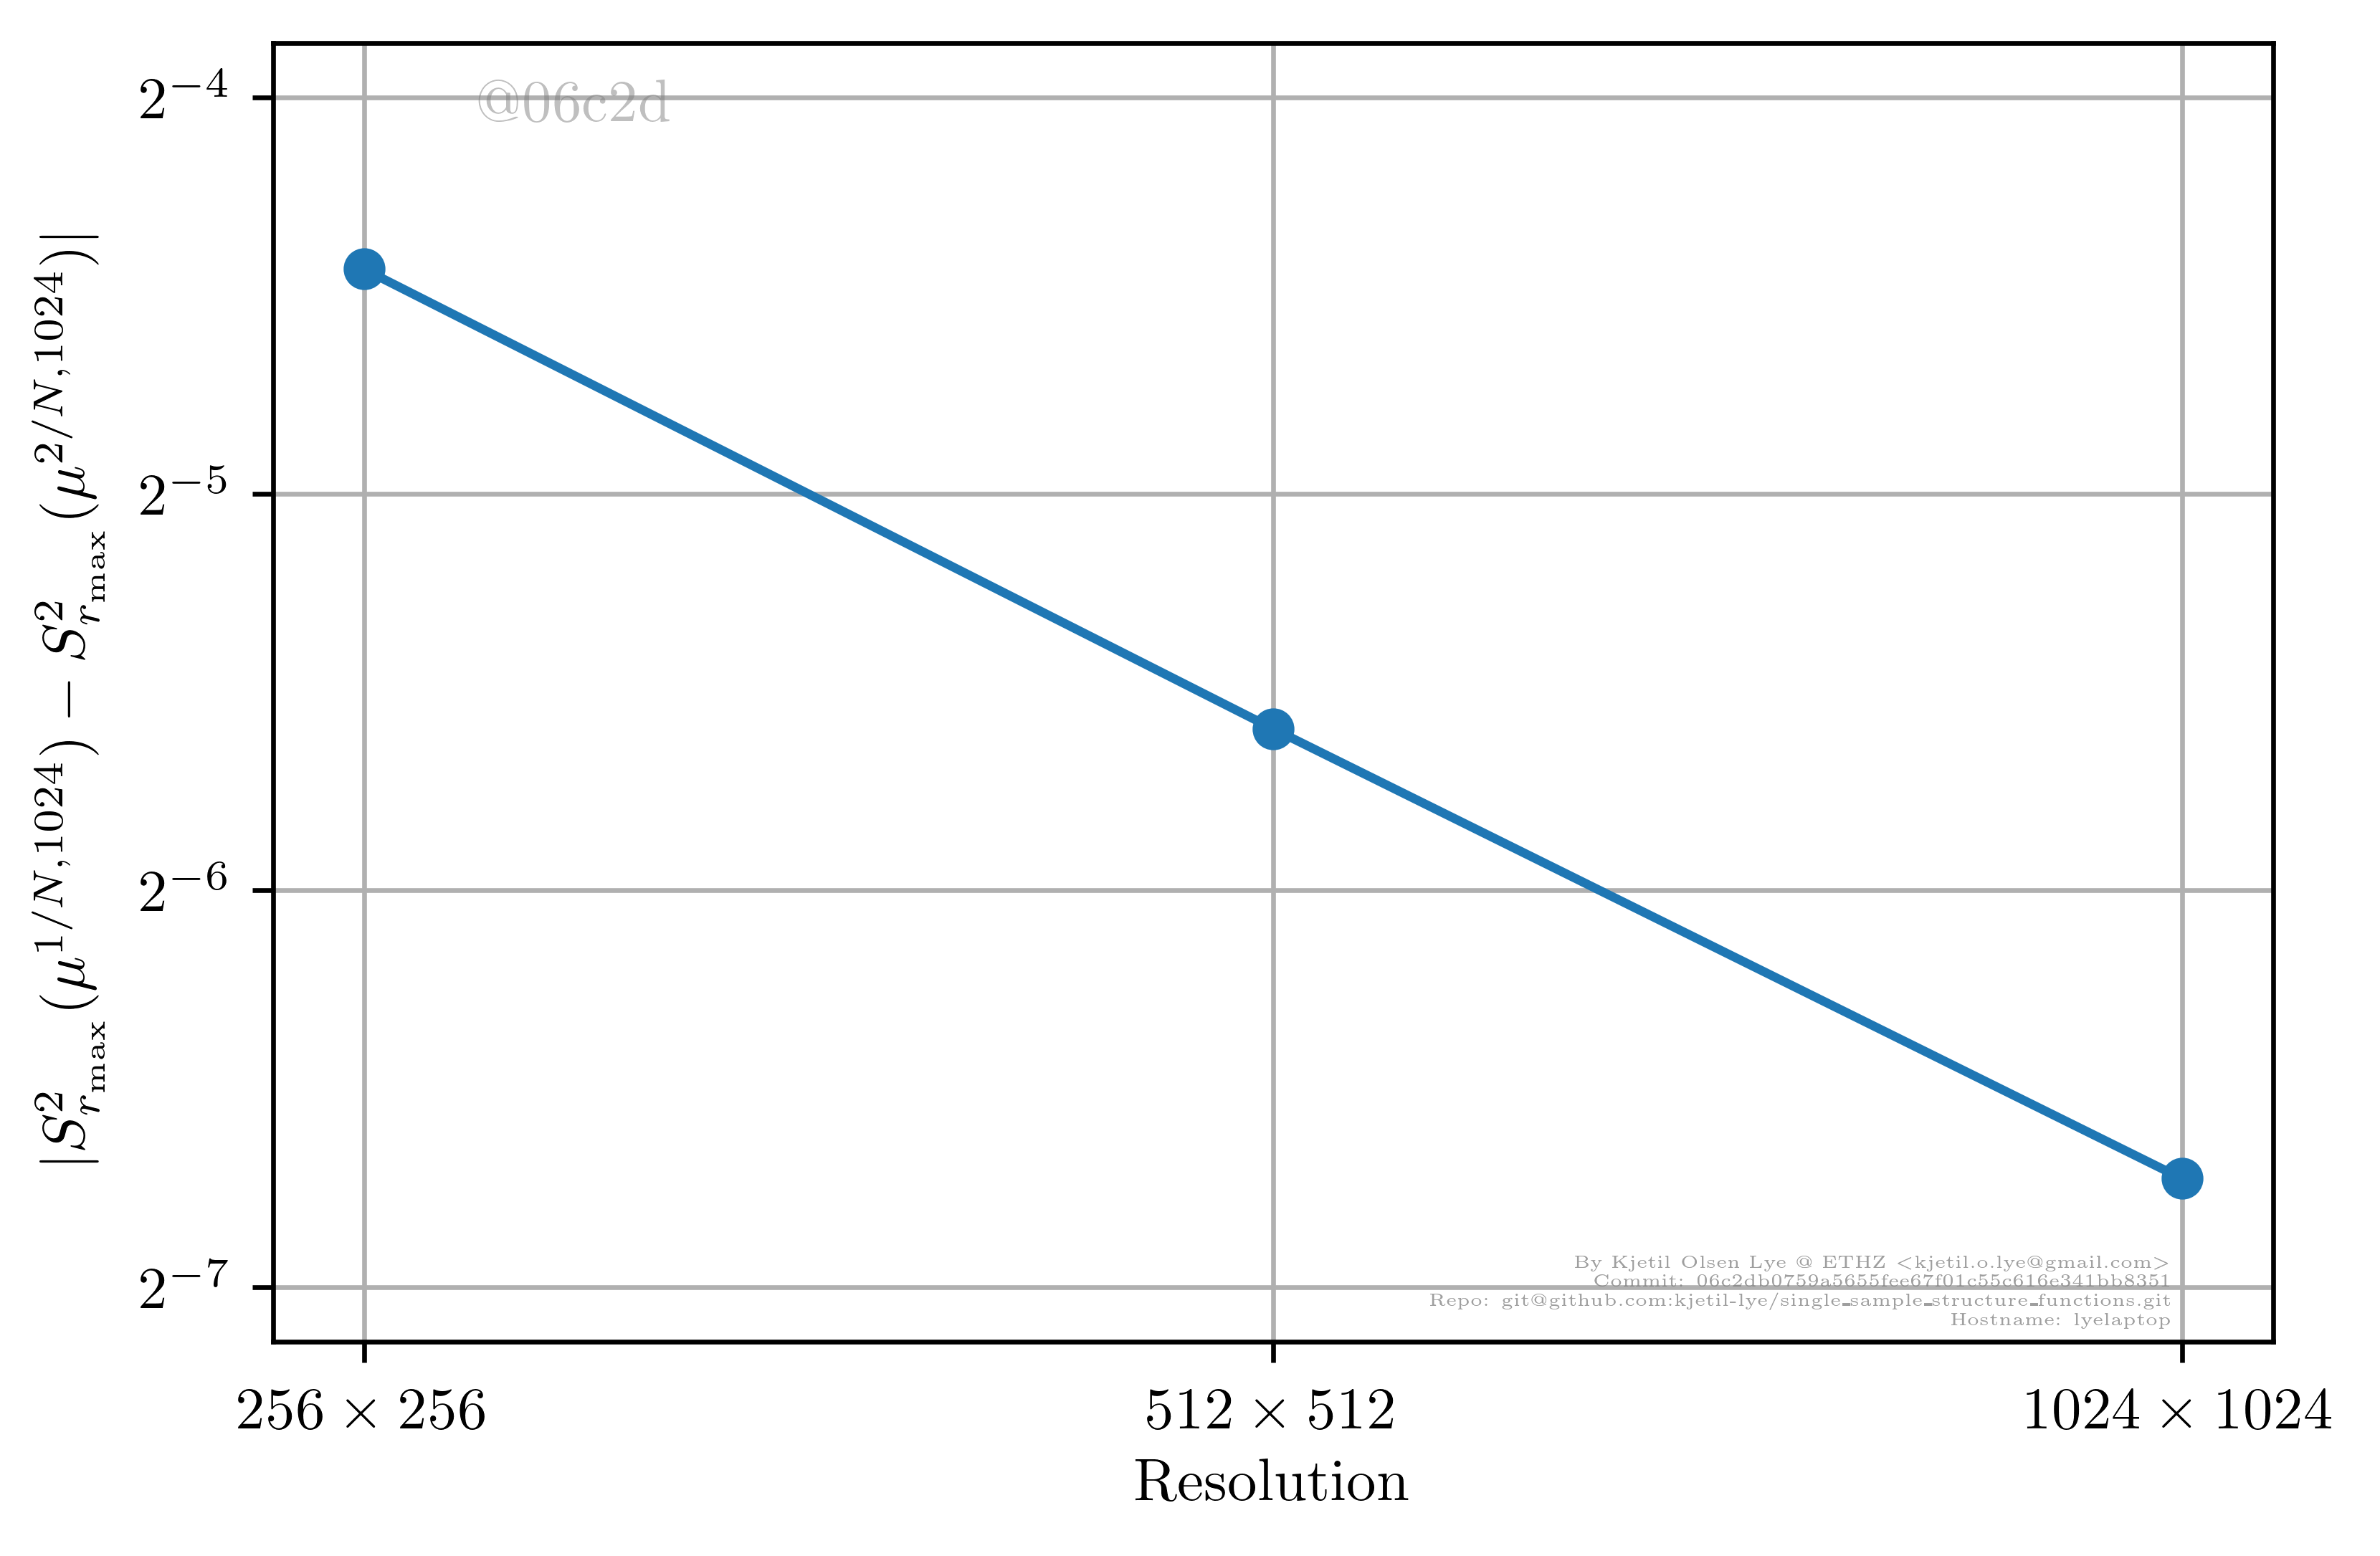 @06c2d
2⁻⁴
2⁻⁵
2⁻⁶
2⁻⁷
|S²_{r_max}(μ^{1/N,1024}) − S²_{r_max}(μ^{2/N,1024})|
By Kjetil Olsen Lye @ ETHZ <kjetil.o.lye@gmail.com>
Commit: 06c2db0759a5655fee67f01c55c616e341bb8351
Repo: git@github.com:kjetil-lye/single_sample_structure_functions.git
Hostname: lyelaptop
256 × 256
512 × 512
1024 × 1024
Resolution